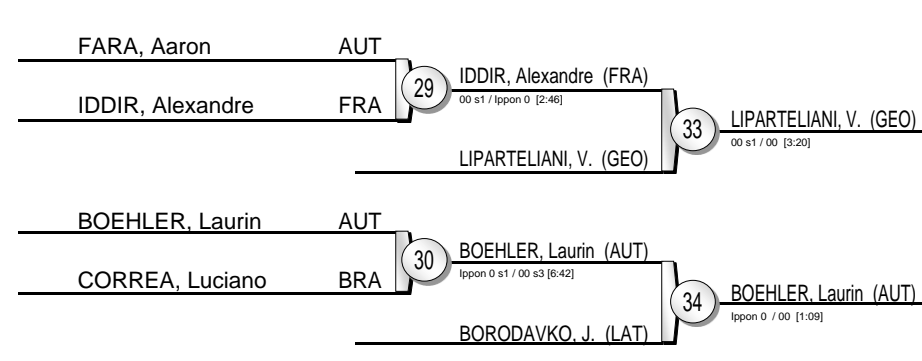 FARA, Aaron AUT
IDDIR, Alexandre FRA
29
IDDIR, Alexandre (FRA)
00 s1 / Ippon 0 [2:46]
LIPARTELIANI, V. (GEO)
33
LIPARTELIANI, V. (GEO)
00 s1 / 00 [3:20]
BOEHLER, Laurin AUT
CORREA, Luciano BRA
30
BOEHLER, Laurin (AUT)
Ippon 0 s1 / 00 s3 [6:42]
BORODAVKO, J. (LAT)
34
BOEHLER, Laurin (AUT)
Ippon 0 / 00 [1:09]